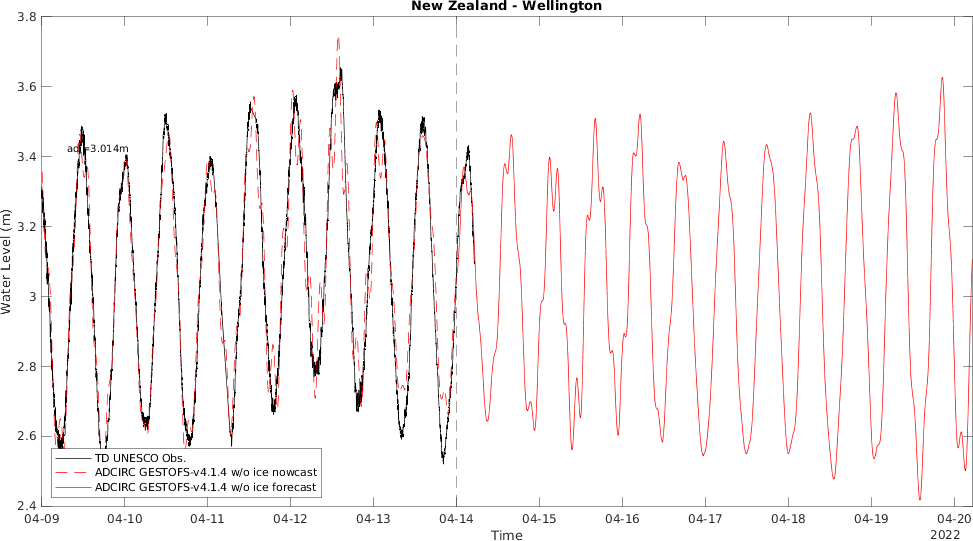 New Zealand - Wellington
3.8
3.6
3.4
3.2
3
2.8
2.6
2.4
Water Level (m)
adj=3.014m
TD UNESCO Obs.
ADCIRC GESTOFS-v4.1.4 w/o ice nowcast
ADCIRC GESTOFS-v4.1.4 w/o ice forecast
04-09 04-10 04-11 04-12 04-13 04-14 04-15 04-16 04-17 04-18 04-19 04-20
Time
2022